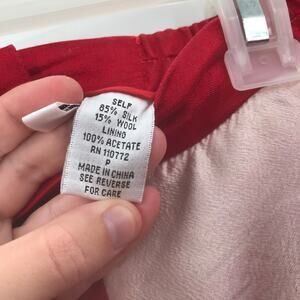 SELF
85% SILK
15% WOOL
LINING
100% ACETATE
RN 110772
P
MADE IN CHINA
SEE REVERSE
FOR CARE